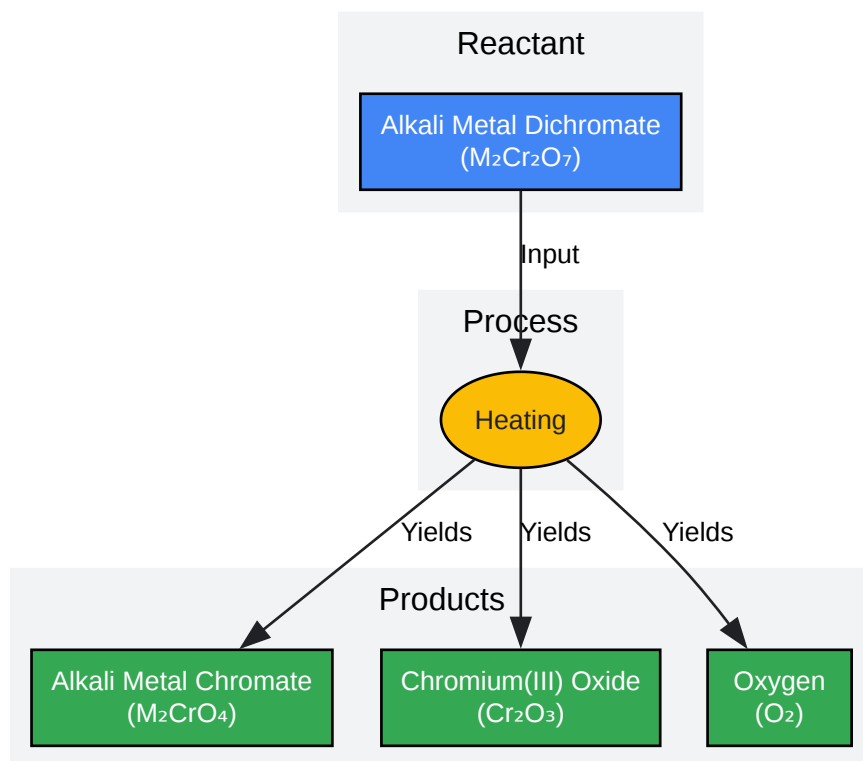 Reactant
Alkali Metal Dichromate
(M₂Cr₂O₇)
Input
Process
Heating
Yields
Yields
Yields
Products
Alkali Metal Chromate
(M₂CrO₄)
Chromium(III) Oxide
(Cr₂O₃)
Oxygen
(O₂)